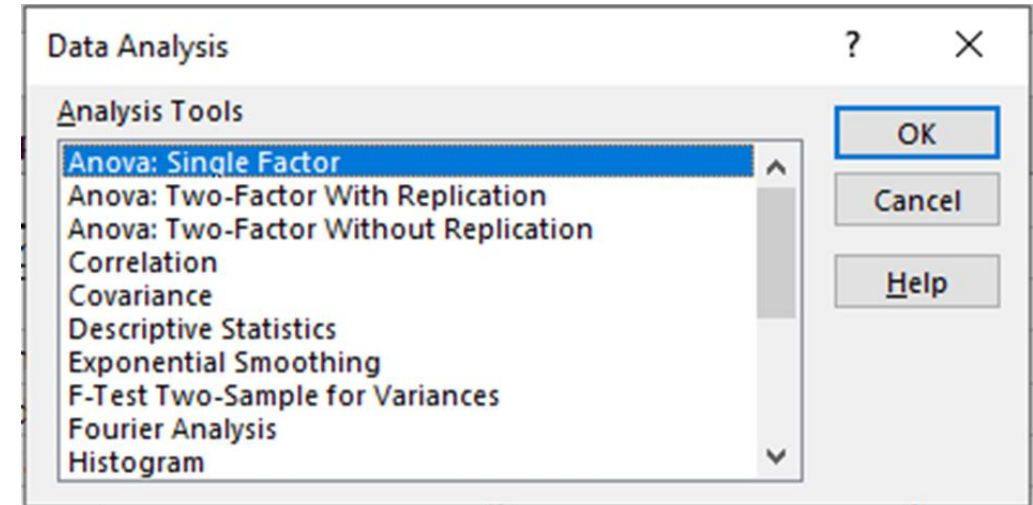 Data Analysis
?
Analysis Tools
Anova: Single Factor
Anova: Two-Factor With Replication
Anova: Two-Factor Without Replication
Correlation
Covariance
Descriptive Statistics
Exponential Smoothing
F-Test Two-Sample for Variances
Fourier Analysis
Histogram
OK
Cancel
Help